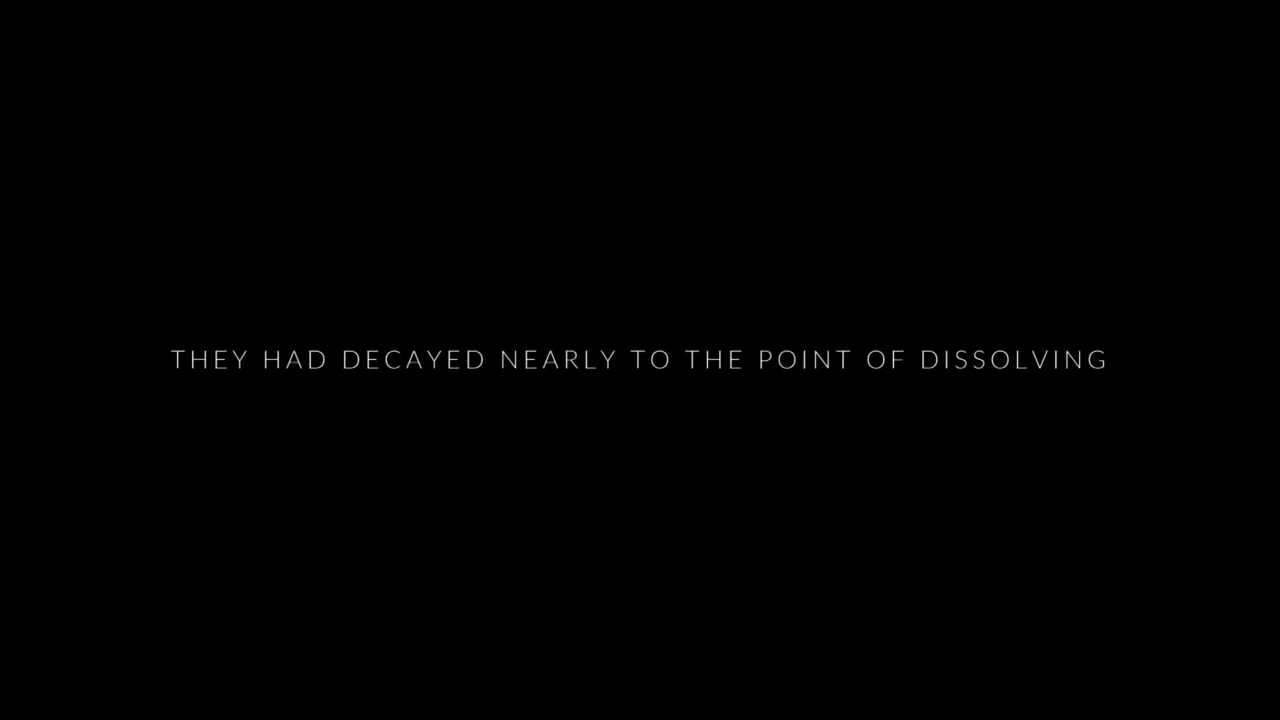 THEY HAD DECAYED NEARLY TO THE POINT OF DISSOLVING